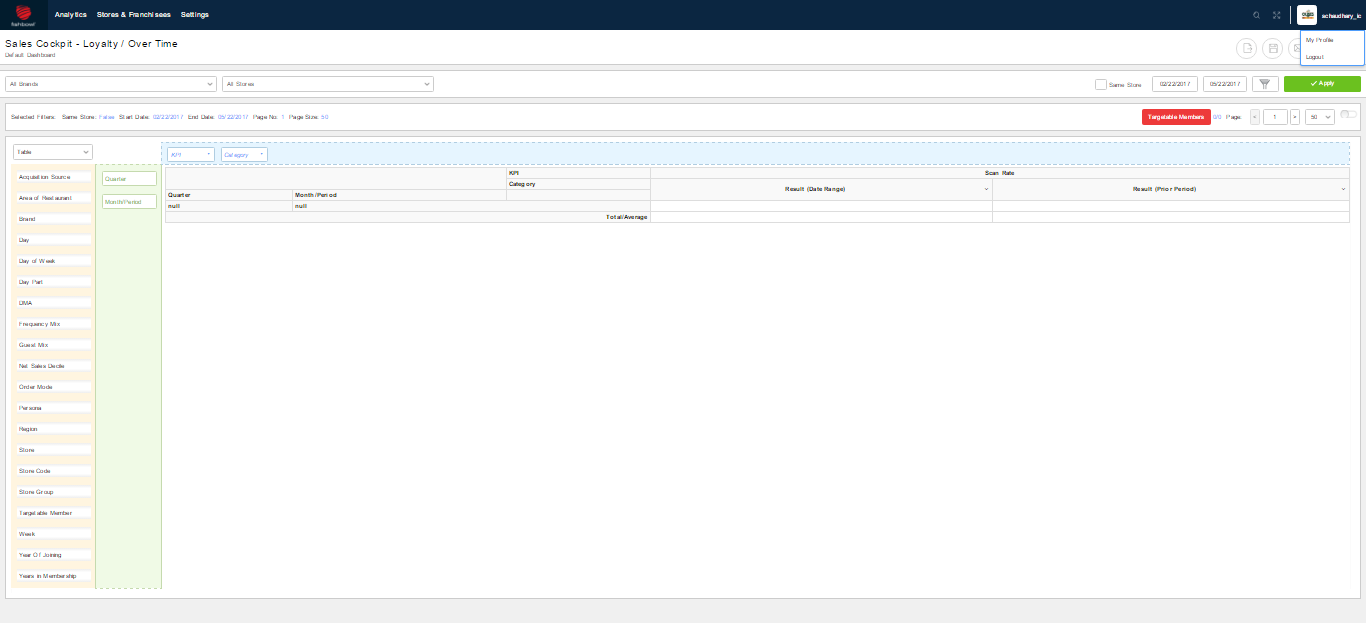 fishbowl Analytics Stores & Franchisees Settings schaudhary_ic
Sales Cockpit - Loyalty / Over Time
Default Dashboard
My Profile
Logout
All Brands All Stores Same Store 02/22/2017 05/22/2017 Apply
Selected Filters: Same Store: False Start Date: 02/22/2017 End Date: 05/22/2017 Page No: 1 Page Size: 50 Targetable Members 0/0 Page: « 1 » 50
Table KPI Category
Acquisition Source
Area of Restaurant
Brand
Day
Day of Week
Day Part
DMA
Frequency Mix
Guest Mix
Net Sales Decile
Order Mode
Persona
Region
Store
Store Code
Store Group
Targetable Member
Week
Year Of Joining
Years in Membership
Quarter
Month/Period
KPI Scan Rate
Category
Result (Date Range) Result (Prior Period)
Quarter Month/Period
null null
Total/Average